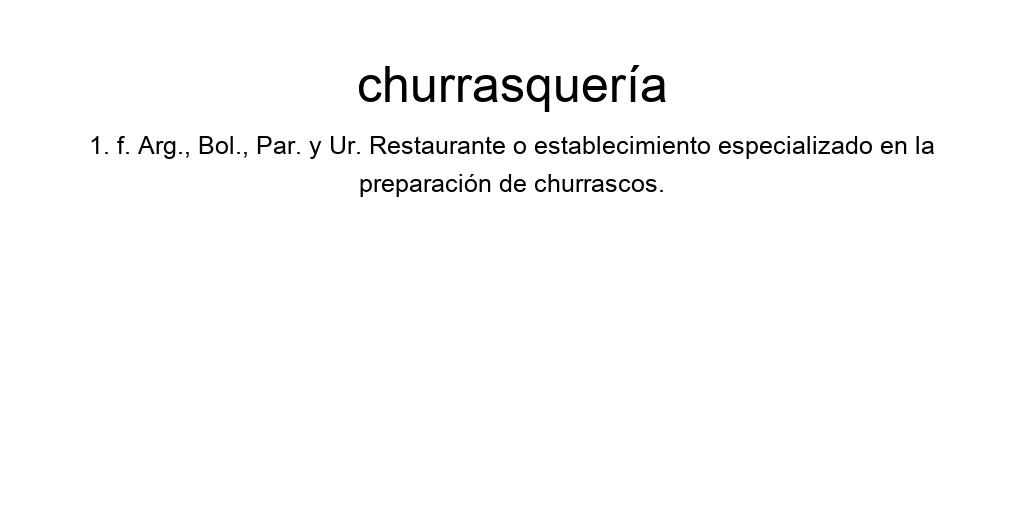 churrasquería
1. f. Arg., Bol., Par. y Ur. Restaurante o establecimiento especializado en la
preparación de churrascos.